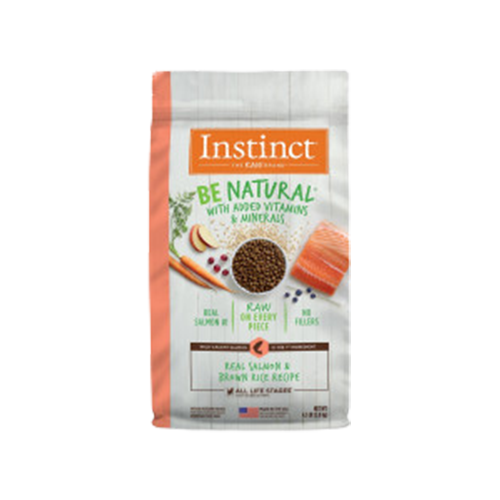 Instinct
THE RAW BRAND
BE NATURAL
WITH ADDED VITAMINS
& MINERALS
REAL
SALMON #1
RAW
ON EVERY
PIECE
NO
FILLERS
REAL SALMON &
BROWN RICE RECIPE
ALL LIFE STAGES